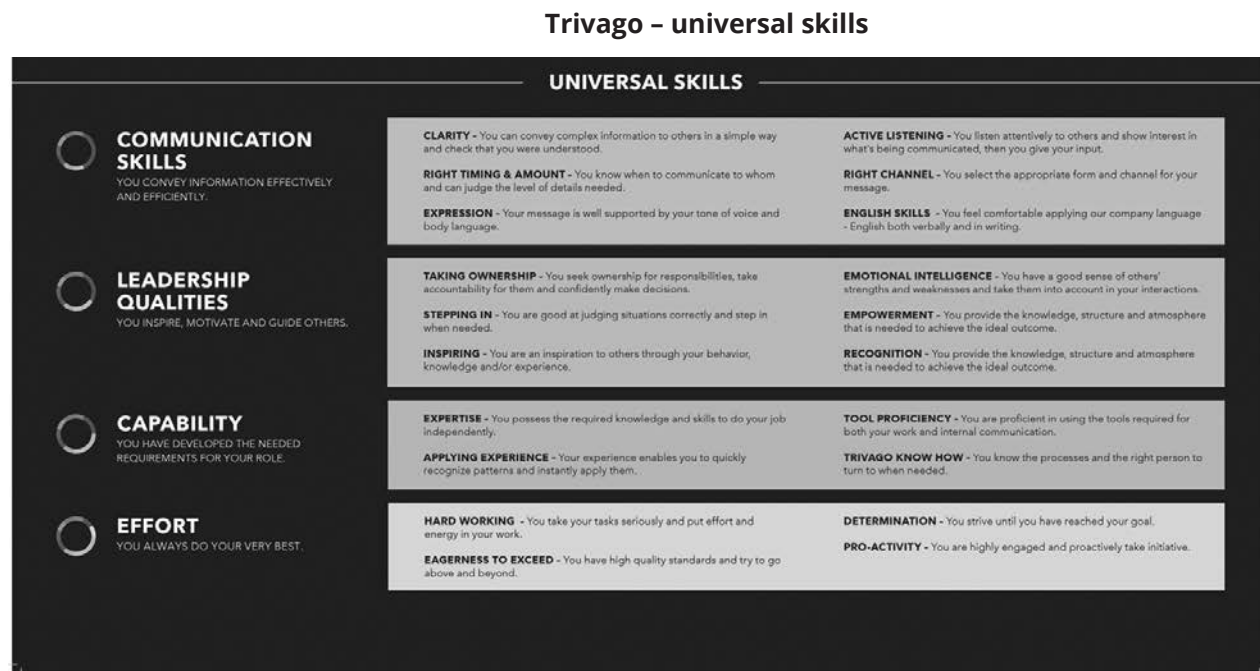 Trivago – universal skills
UNIVERSAL SKILLS
COMMUNICATION
SKILLS
YOU CONVEY INFORMATION EFFECTIVELY
AND EFFICIENTLY.
CLARITY - You can convey complex information to others in a simple way
and check that you were understood.
RIGHT TIMING & AMOUNT - You know when to communicate to whom
and can judge the level of details needed.
EXPRESSION - Your message is well supported by your tone of voice and
body language.
ACTIVE LISTENING - You listen attentively to others and show interest in
what's being communicated, then you give your input.
RIGHT CHANNEL - You select the appropriate form and channel for your
message.
ENGLISH SKILLS - You feel comfortable applying our company language
- English both verbally and in writing.
LEADERSHIP
QUALITIES
YOU INSPIRE, MOTIVATE AND GUIDE OTHERS.
TAKING OWNERSHIP - You seek ownership for responsibilities, take
accountability for them and confidently make decisions.
STEPPING IN - You are good at judging situations correctly and step in
when needed.
INSPIRING - You are an inspiration to others through your behavior,
knowledge and/or experience.
EMOTIONAL INTELLIGENCE - You have a good sense of others'
strengths and weaknesses and take them into account in your interactions.
EMPOWERMENT - You provide the knowledge, structure and atmosphere
that is needed to achieve the ideal outcome.
RECOGNITION - You provide the knowledge, structure and atmosphere
that is needed to achieve the ideal outcome.
CAPABILITY
YOU HAVE DEVELOPED THE NEEDED
REQUIREMENTS FOR YOUR ROLE.
EXPERTISE - You possess the required knowledge and skills to do your job
independently.
APPLYING EXPERIENCE - Your experience enables you to quickly
recognize patterns and instantly apply them.
TOOL PROFICIENCY - You are proficient in using the tools required for
both your work and internal communication.
TRIVAGO KNOW HOW - You know the processes and the right person to
turn to when needed.
EFFORT
YOU ALWAYS DO YOUR VERY BEST.
HARD WORKING - You take your tasks seriously and put effort and
energy in your work.
EAGERNESS TO EXCEED - You have high quality standards and try to go
above and beyond.
DETERMINATION - You strive until you have reached your goal.
PRO-ACTIVITY - You are highly engaged and proactively take initiative.